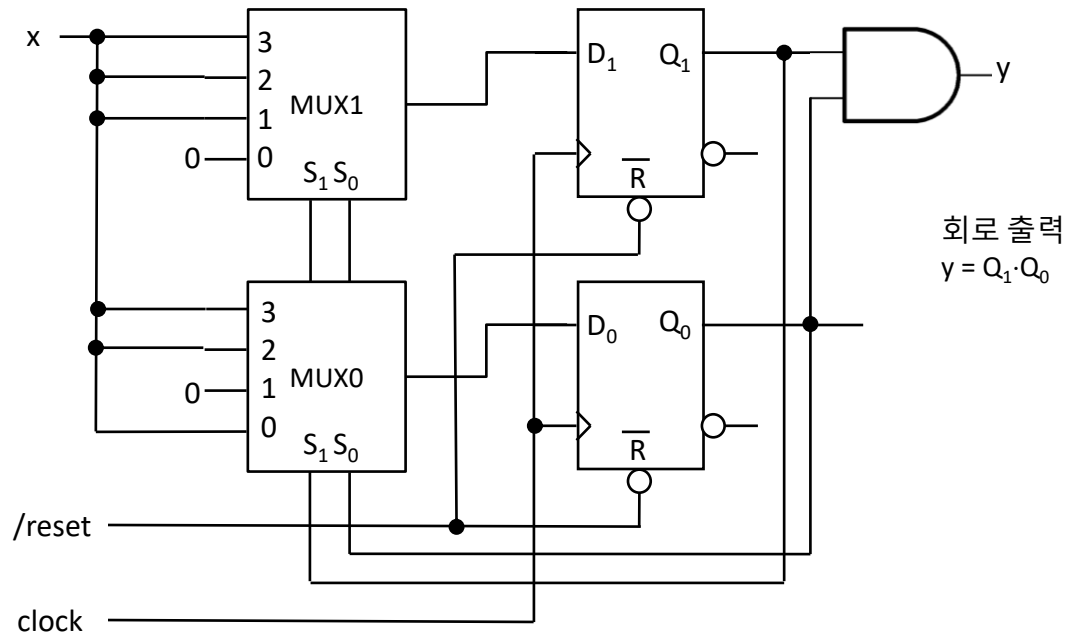 x
3
2
1
0 0
MUX1
S₁ S₀
D₁ Q₁
R̅
y
회로 출력
y = Q₁·Q₀
3
2
0 1
0
MUX0
S₁ S₀
D₀ Q₀
R̅
/reset
clock